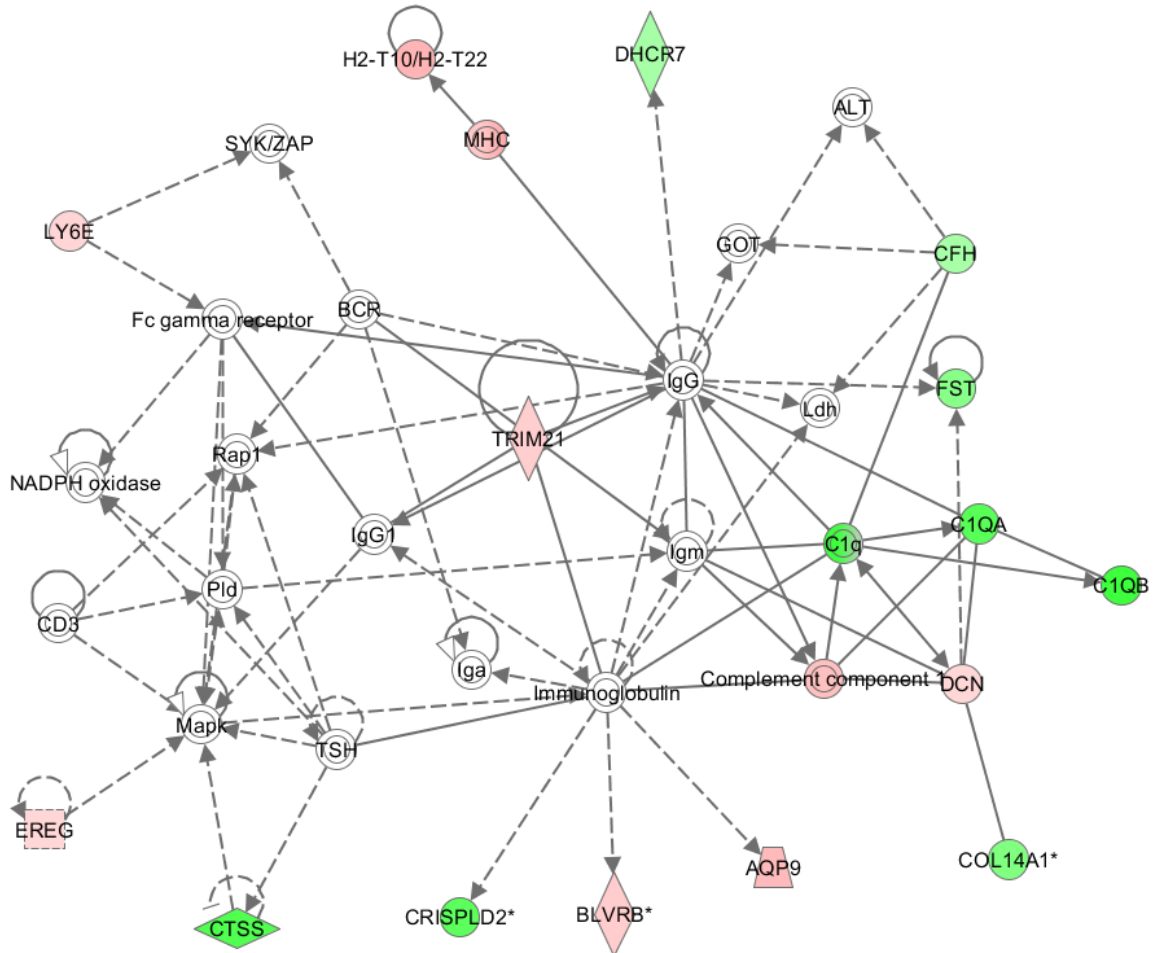 H2-T10/H2-T22
DHCR7
ALT
SYK/ZAP
MHC
LY6E
GOT
CFH
Fc gamma receptor
BCR
IgG
FST
Ldh
TRIM21
Rap1
NADPH oxidase
IgG1
Igm
C1q
C1QA
C1QB
Pld
CD3
Iga
Immunoglobulin
Complement component 1
DCN
Mapk
TSH
EREG
COL14A1*
AQP9
CRISPLD2*
BLVRB*
CTSS